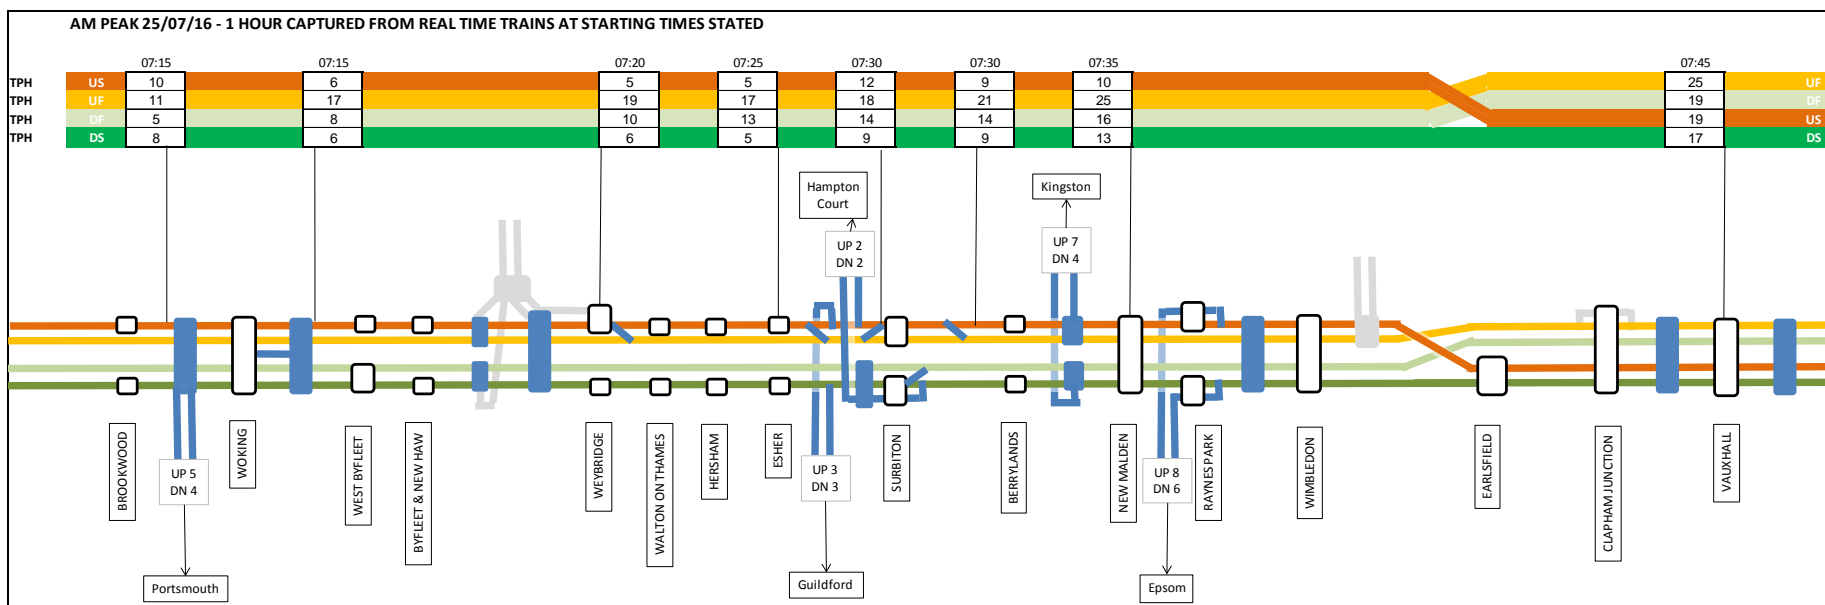 AM PEAK 25/07/16 - 1 HOUR CAPTURED FROM REAL TIME TRAINS AT STARTING TIMES STATED
07:15 07:15 07:20 07:25 07:30 07:30 07:35 07:45
TPH US 10 6 5 5 12 9 10 25 UF
TPH UF 11 17 19 17 18 21 25 19 DF
TPH DF 5 8 10 13 14 14 16 19 US
TPH DS 8 6 6 5 9 9 13 17 DS
Hampton
Court
Kingston
UP 2
DN 2
UP 7
DN 4
BROOKWOOD
WOKING
WEST BYFLEET
BYFLEET & NEW HAW
WEYBRIDGE
WALTON ON THAMES
HERSHAM
ESHER
SURBITON
BERRYLANDS
NEW MALDEN
RAYNES PARK
WIMBLEDON
EARLSFIELD
CLAPHAM JUNCTION
VAUXHALL
UP 5
DN 4
UP 3
DN 3
UP 8
DN 6
Portsmouth
Guildford
Epsom